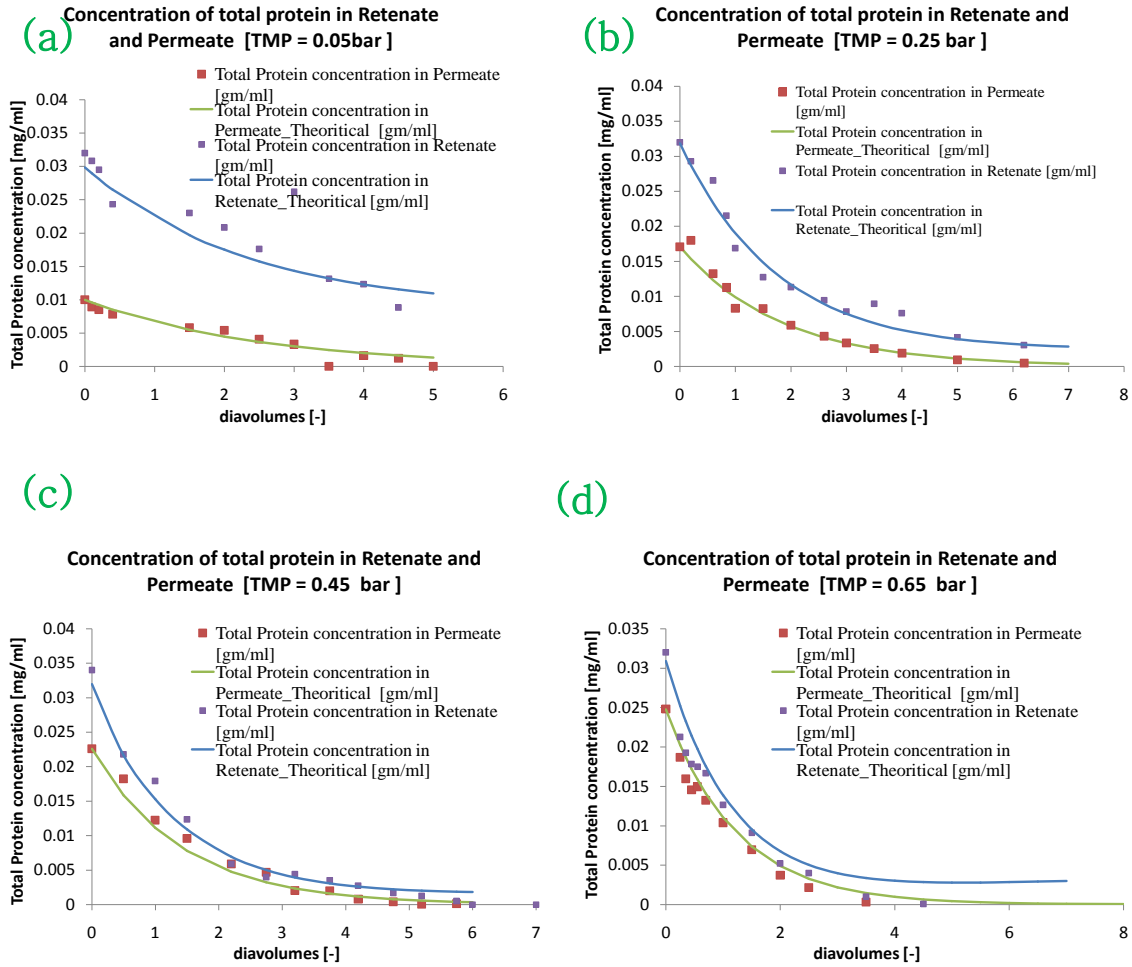 (a)
Concentration of total protein in Retenate
and Permeate [TMP = 0.05bar ]
Total Protein concentration [mg/ml]
0.04
0.035
0.03
0.025
0.02
0.015
0.01
0.005
0
0 1 2 3 4 5 6
diavolumes [-]
Total Protein concentration in Permeate
[gm/ml]
Total Protein concentration in
Permeate_Theoritical [gm/ml]
Total Protein concentration in Retenate
[gm/ml]
Total Protein concentration in
Retenate_Theoritical [gm/ml]
(b)
Concentration of total protein in Retenate and
Permeate [TMP = 0.25 bar ]
Total Protein concentration [mg/ml]
0.04
0.035
0.03
0.025
0.02
0.015
0.01
0.005
0
0 1 2 3 4 5 6 7 8
diavolumes [-]
Total Protein concentration in Permeate
[gm/ml]
Total Protein concentration in
Permeate_Theoritical [gm/ml]
Total Protein concentration in Retenate [gm/ml]
Total Protein concentration in
Retenate_Theoritical [gm/ml]
(c)
Concentration of total protein in Retenate and
Permeate [TMP = 0.45 bar ]
Total Protein concentration [mg/ml]
0.04
0.035
0.03
0.025
0.02
0.015
0.01
0.005
0
0 1 2 3 4 5 6 7
diavolumes [-]
Total Protein concentration in Permeate
[gm/ml]
Total Protein concentration in
Permeate_Theoritical [gm/ml]
Total Protein concentration in Retenate
[gm/ml]
Total Protein concentration in
Retenate_Theoritical [gm/ml]
(d)
Concentration of total protein in Retenate and
Permeate [TMP = 0.65 bar ]
Total Protein concentration [mg/ml]
0.035
0.03
0.025
0.02
0.015
0.01
0.005
0
0 2 4 6 8
diavolumes [-]
Total Protein concentration in Permeate
[gm/ml]
Total Protein concentration in
Permeate_Theoritical [gm/ml]
Total Protein concentration in Retenate
[gm/ml]
Total Protein concentration in
Retenate_Theoritical [gm/ml]